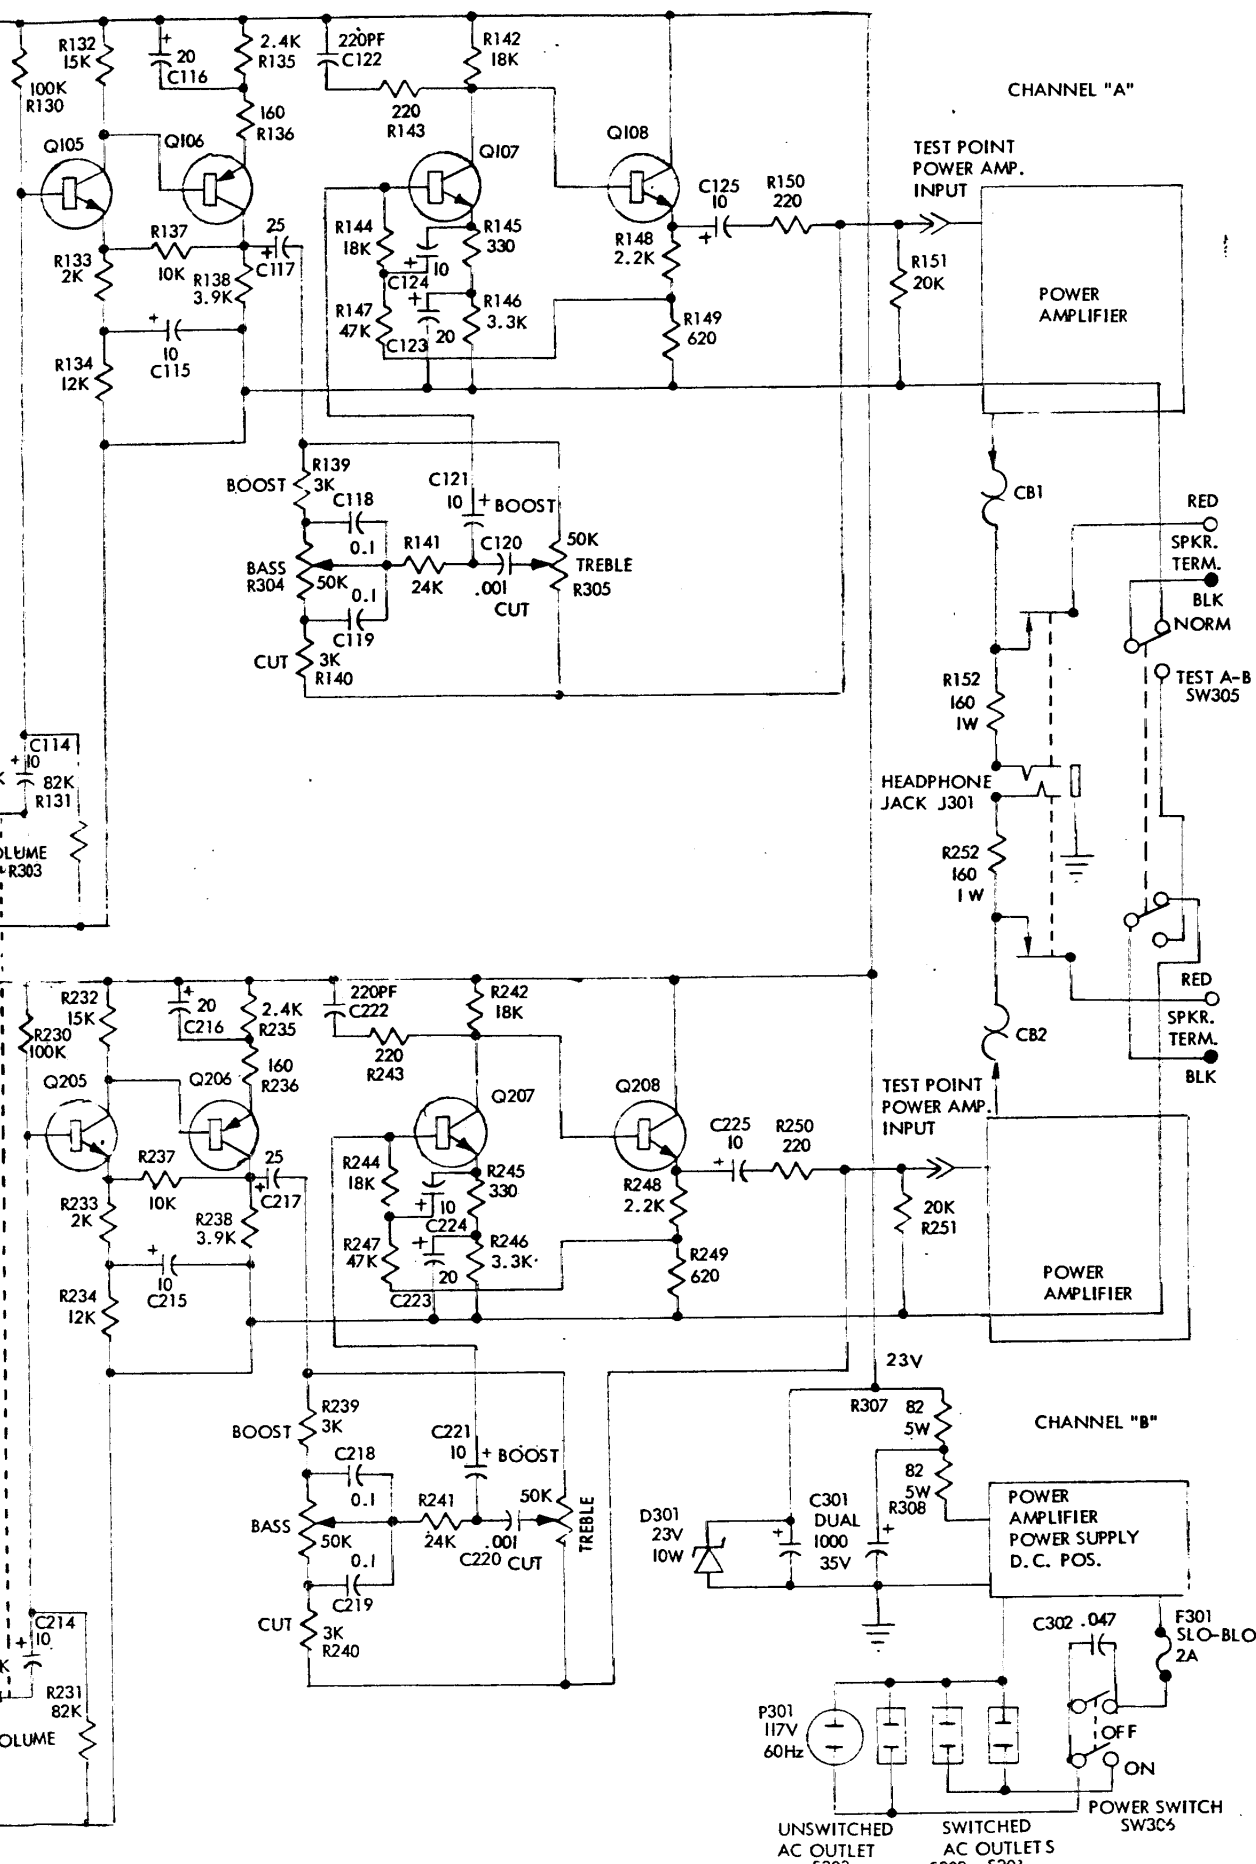 R132
15K
+
20
C116
2.4K
R135
220PF
C122
R142
18K
100K
R130
160
R136
220
R143
CHANNEL "A"
Q105
Q106
Q107
Q108
TEST POINT
POWER AMP.
INPUT
C125
10
+
R150
220
R137
10K
25
+
C117
R144
18K
R145
330
R148
2.2K
R133
2K
R138
3.9K
+
10
C124
R151
20K
R147
47K
+
20
C123
R146
3.3K
R149
620
POWER
AMPLIFIER
+
10
C115
R134
12K
R139
3K
BOOST
C118
0.1
C121
10
+
BOOST
CB1
RED
BASS
R304
50K
R141
24K
C120
.001
CUT
50K
TREBLE
R305
SPKR.
TERM.
BLK
0.1
C119
NORM
CUT
3K
R140
R152
160
1W
TEST A-B
SW305
C114
+
10
82K
R131
HEADPHONE
JACK J301
OLUME
R303
R252
160
1W
R232
15K
+
20
C216
2.4K
R235
220PF
C222
R242
18K
RED
SPKR.
TERM.
BLK
R230
100K
160
R236
220
R243
CB2
Q205
Q206
Q207
Q208
TEST POINT
POWER AMP.
INPUT
C225
10
+
R250
220
R237
10K
25
+
C217
R244
18K
R245
330
R248
2.2K
R233
2K
R238
3.9K
+
10
C224
20K
R251
R247
47K
+
20
C223
R246
3.3K
R249
620
POWER
AMPLIFIER
+
10
C215
R234
12K
23V
R239
3K
BOOST
R307
82
5W
CHANNEL "B"
C218
0.1
C221
10
+
BOOST
82
5W
R308
BASS
50K
R241
24K
.001
C220
CUT
50K
TREBLE
D301
23V
10W
+
C301
DUAL
1000
35V
+
POWER
AMPLIFIER
POWER SUPPLY
D.C. POS.
0.1
C219
CUT
3K
R240
C302 .047
F301
SLO-BLO
2A
C214
+
10
K
R231
82K
OLUME
P301
117V
60Hz
OFF
ON
POWER SWITCH
SW306
UNSWITCHED
AC OUTLET
SWITCHED
AC OUTLETS